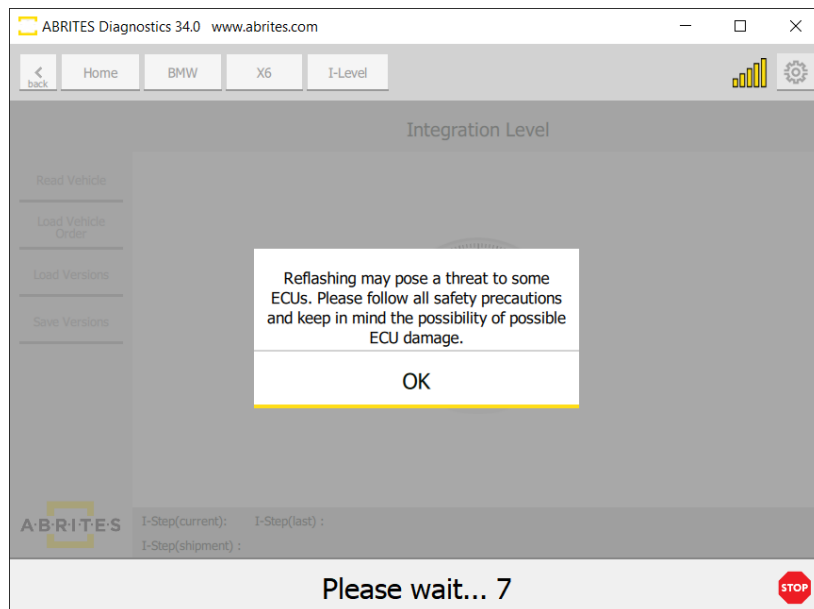 ABRITES Diagnostics 34.0 www.abrites.com
back
Home
BMW
X6
I-Level
Integration Level
Read Vehicle
Load Vehicle
Order
Load Versions
Save Versions
Reflashing may pose a threat to some
ECUs. Please follow all safety precautions
and keep in mind the possibility of possible
ECU damage.
OK
A·B·R·I·T·E·S
I-Step(current):
I-Step(last) :
I-Step(shipment) :
Please wait... 7
STOP